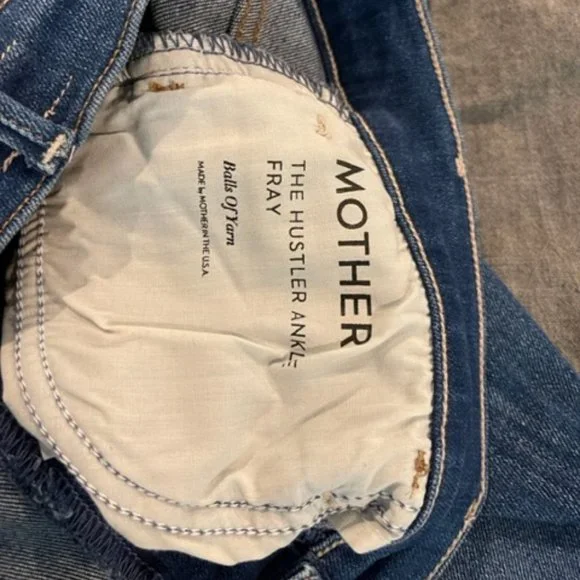 MOTHER
THE HUSTLER ANKLE
FRAY
Balls Of Yarn
MADE by MOTHER IN THE U.S.A.